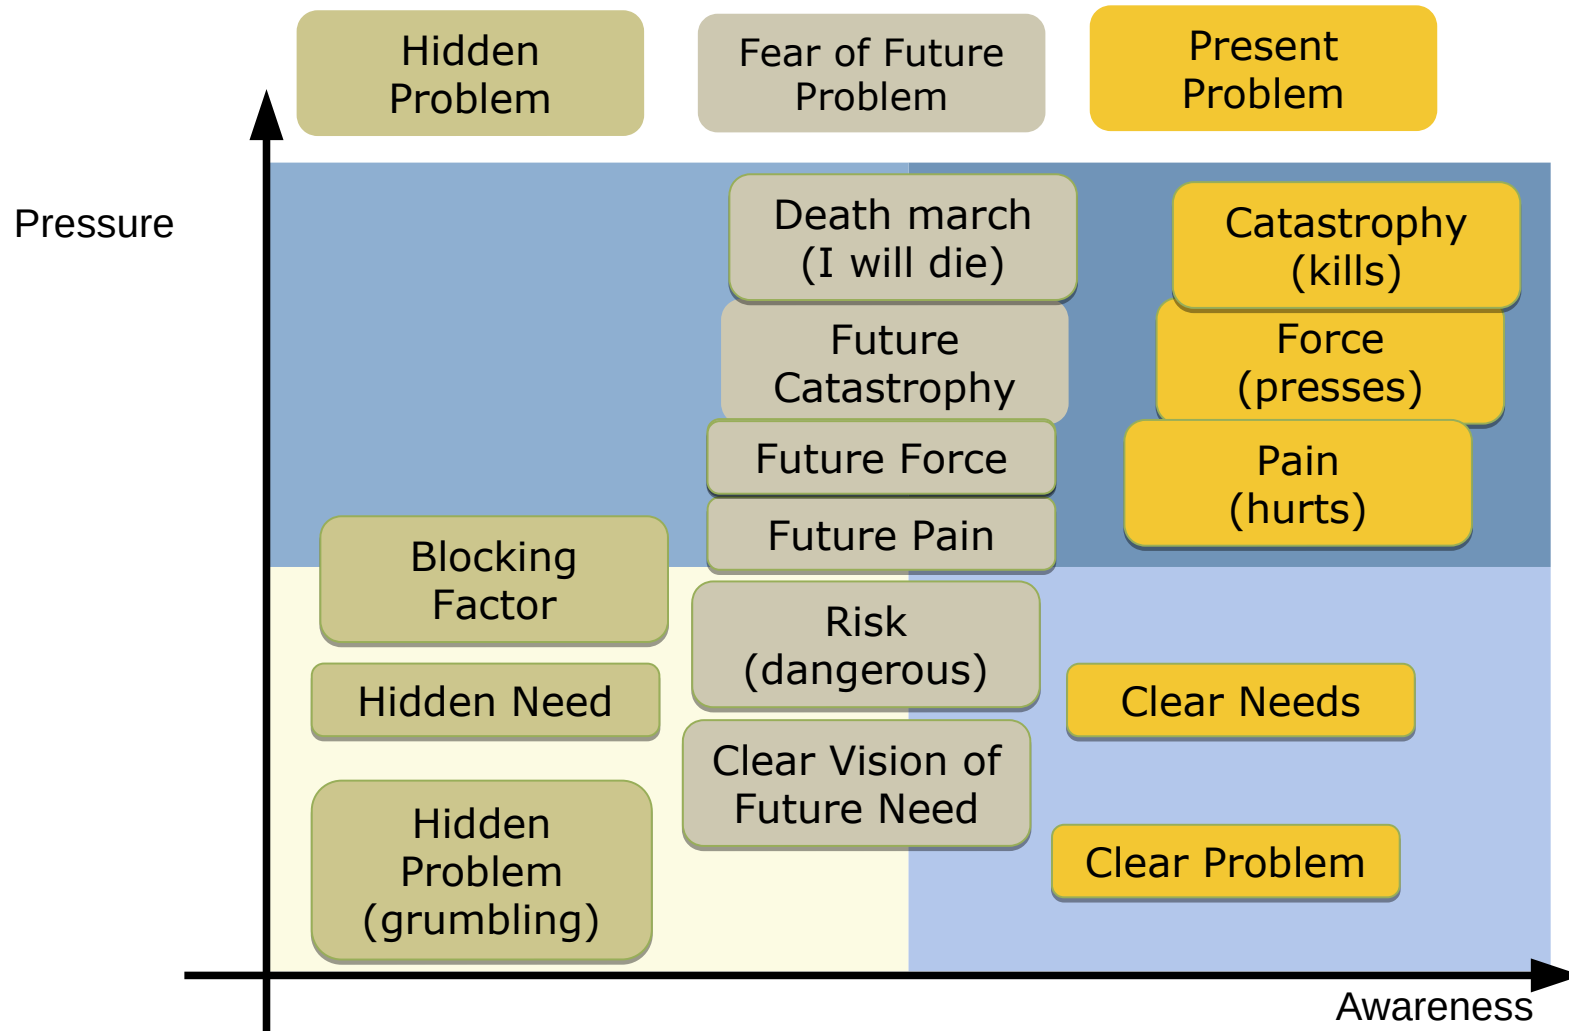 Hidden
Problem
Fear of Future
Problem
Present
Problem
Pressure
Death march
(I will die)
Catastrophy
(kills)
Future
Catastrophy
Force
(presses)
Future Force
Pain
(hurts)
Future Pain
Blocking
Factor
Risk
(dangerous)
Hidden Need
Clear Needs
Clear Vision of
Future Need
Hidden
Problem
(grumbling)
Clear Problem
Awareness